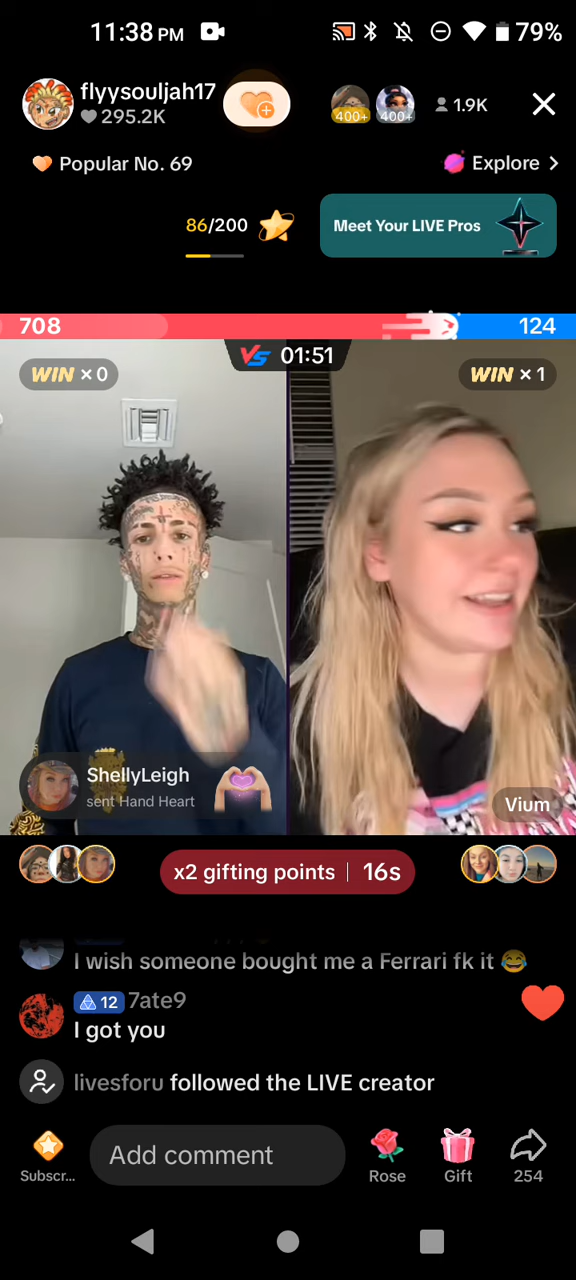 11:38 PM
79%
flyysouljah17
295.2K
400+
400+
1.9K
Popular No. 69
Explore >
86/200
Meet Your LIVE Pros
708
124
VS 01:51
WIN × 0
WIN × 1
ShellyLeigh
sent Hand Heart
Vium
x2 gifting points | 16s
I wish someone bought me a Ferrari fk it 😂
12 7ate9
I got you
livesforu followed the LIVE creator
Subscr...
Add comment
Rose
Gift
254